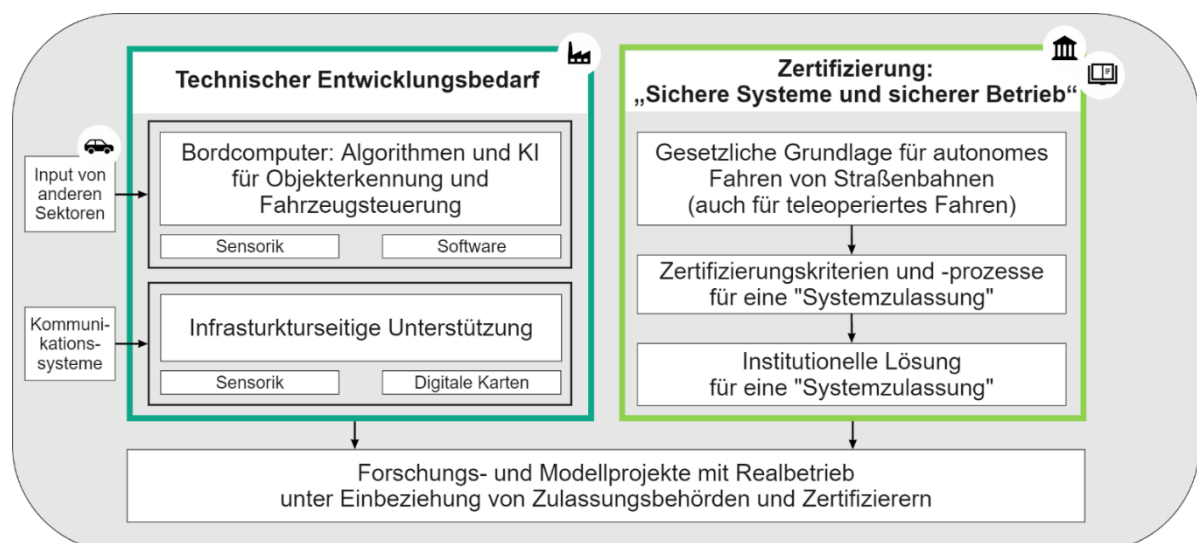 Technischer Entwicklungsbedarf
Input von
anderen
Sektoren
Bordcomputer: Algorithmen und KI
für Objekterkennung und
Fahrzeugsteuerung
Sensorik
Software
Kommuni-
kations-
systeme
Infrasturkturseitige Unterstützung
Sensorik
Digitale Karten
Zertifizierung:
„Sichere Systeme und sicherer Betrieb“
Gesetzliche Grundlage für autonomes
Fahren von Straßenbahnen
(auch für teleoperiertes Fahren)
Zertifizierungskriterien und -prozesse
für eine "Systemzulassung"
Institutionelle Lösung
für eine "Systemzulassung"
Forschungs- und Modellprojekte mit Realbetrieb
unter Einbeziehung von Zulassungsbehörden und Zertifizierern